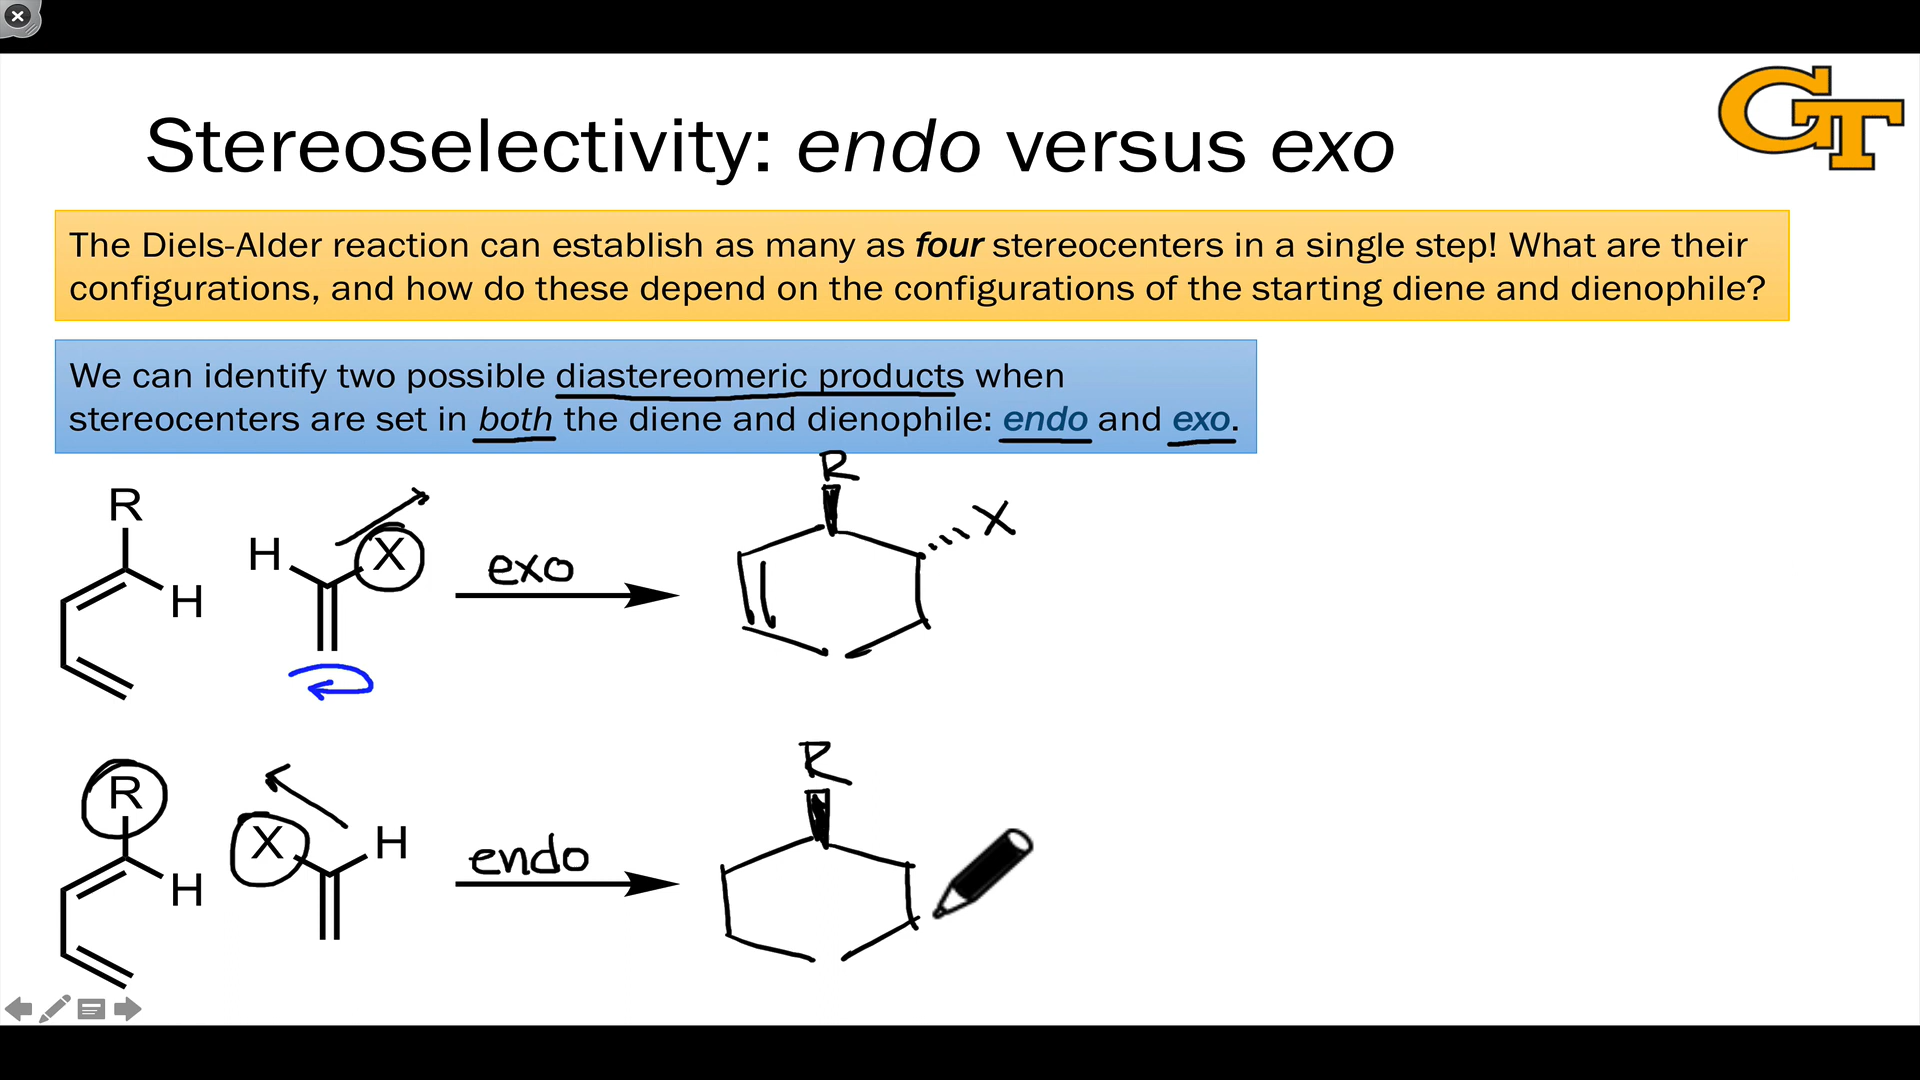 Stereoselectivity: endo versus exo
GT
The Diels-Alder reaction can establish as many as four stereocenters in a single step! What are their
configurations, and how do these depend on the configurations of the starting diene and dienophile?
We can identify two possible diastereomeric products when
stereocenters are set in both the diene and dienophile: endo and exo.
R
H
H
X
exo
R
X
R
H
X
H
endo
R